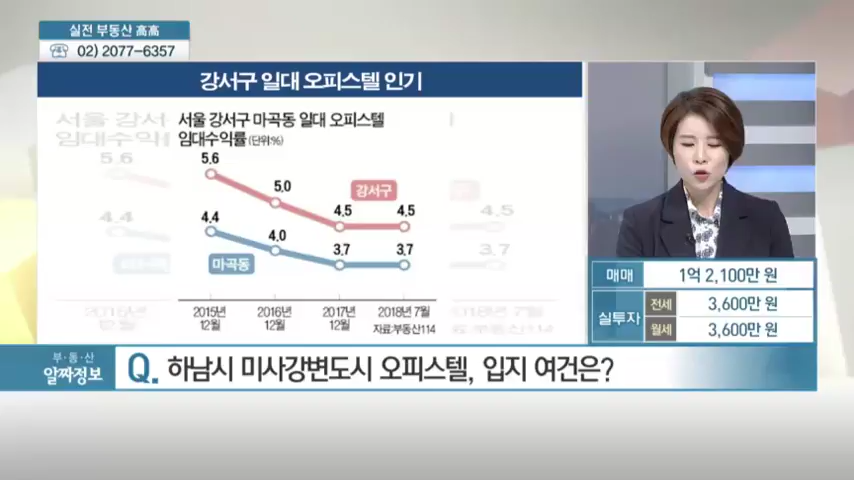 실전 부동산 高高
02) 2077-6357
강서구 일대 오피스텔 인기
서울 강서구 마곡동 일대 오피스텔
임대수익률 (단위%)
5.6
5.0
4.5
4.5
강서구
4.4
4.0
3.7
3.7
마곡동
2015년 12월
2016년 12월
2017년 12월
2018년 7월
자료:부동산114
매매 1억 2,100만 원
실투자
전세 3,600만 원
월세 3,600만 원
부·동·산
알짜정보
Q. 하남시 미사강변도시 오피스텔, 입지 여건은?